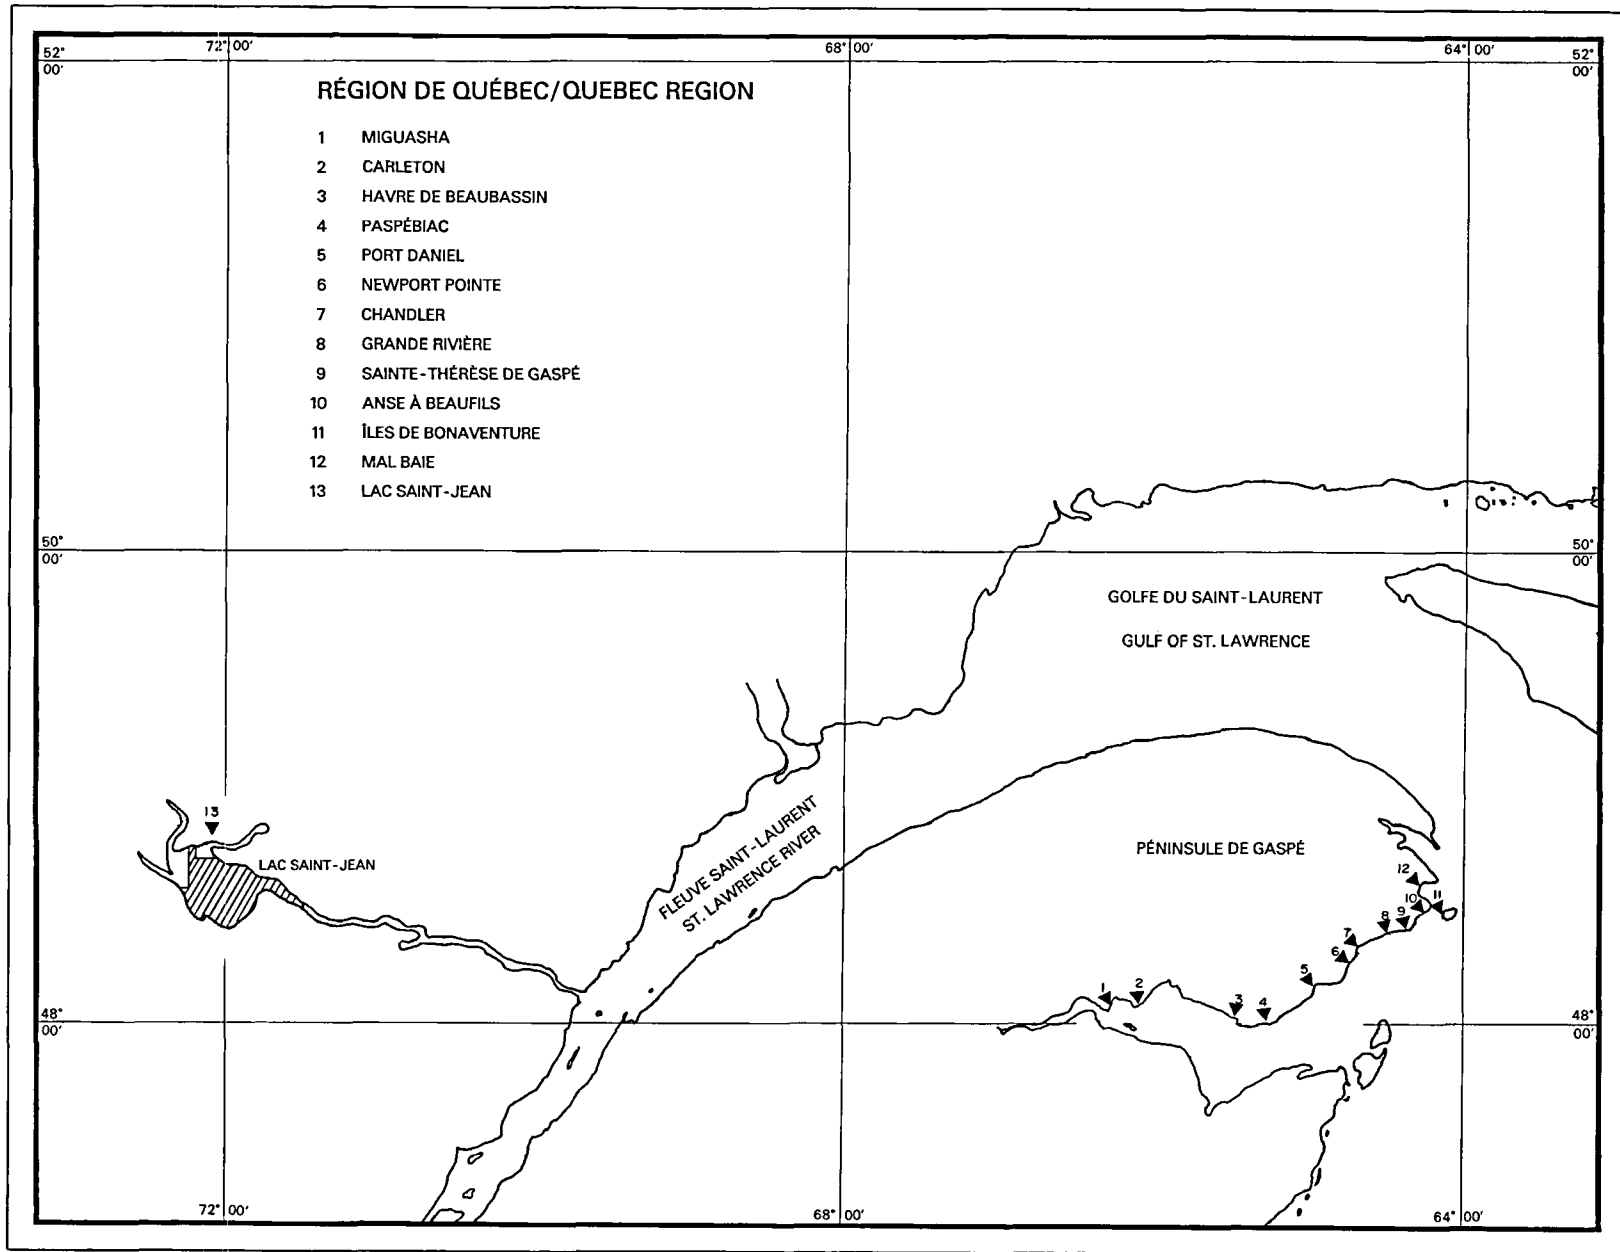 72° 00'
68° 00'
64° 00'
52° 00'
52° 00'
RÉGION DE QUÉBEC/QUEBEC REGION
1 MIGUASHA
2 CARLETON
3 HAVRE DE BEAUBASSIN
4 PASPÉBIAC
5 PORT DANIEL
6 NEWPORT POINTE
7 CHANDLER
8 GRANDE RIVIÈRE
9 SAINTE-THÉRÈSE DE GASPÉ
10 ANSE À BEAUFILS
11 ÎLES DE BONAVENTURE
12 MAL BAIE
13 LAC SAINT-JEAN
50° 00'
50° 00'
GOLFE DU SAINT-LAURENT
GULF OF ST. LAWRENCE
13
LAC SAINT-JEAN
FLEUVE SAINT-LAURENT
ST. LAWRENCE RIVER
PÉNINSULE DE GASPÉ
12
11
10
9
8
7
6
5
4
3
2
1
48° 00'
48° 00'
72° 00'
68° 00'
64° 00'